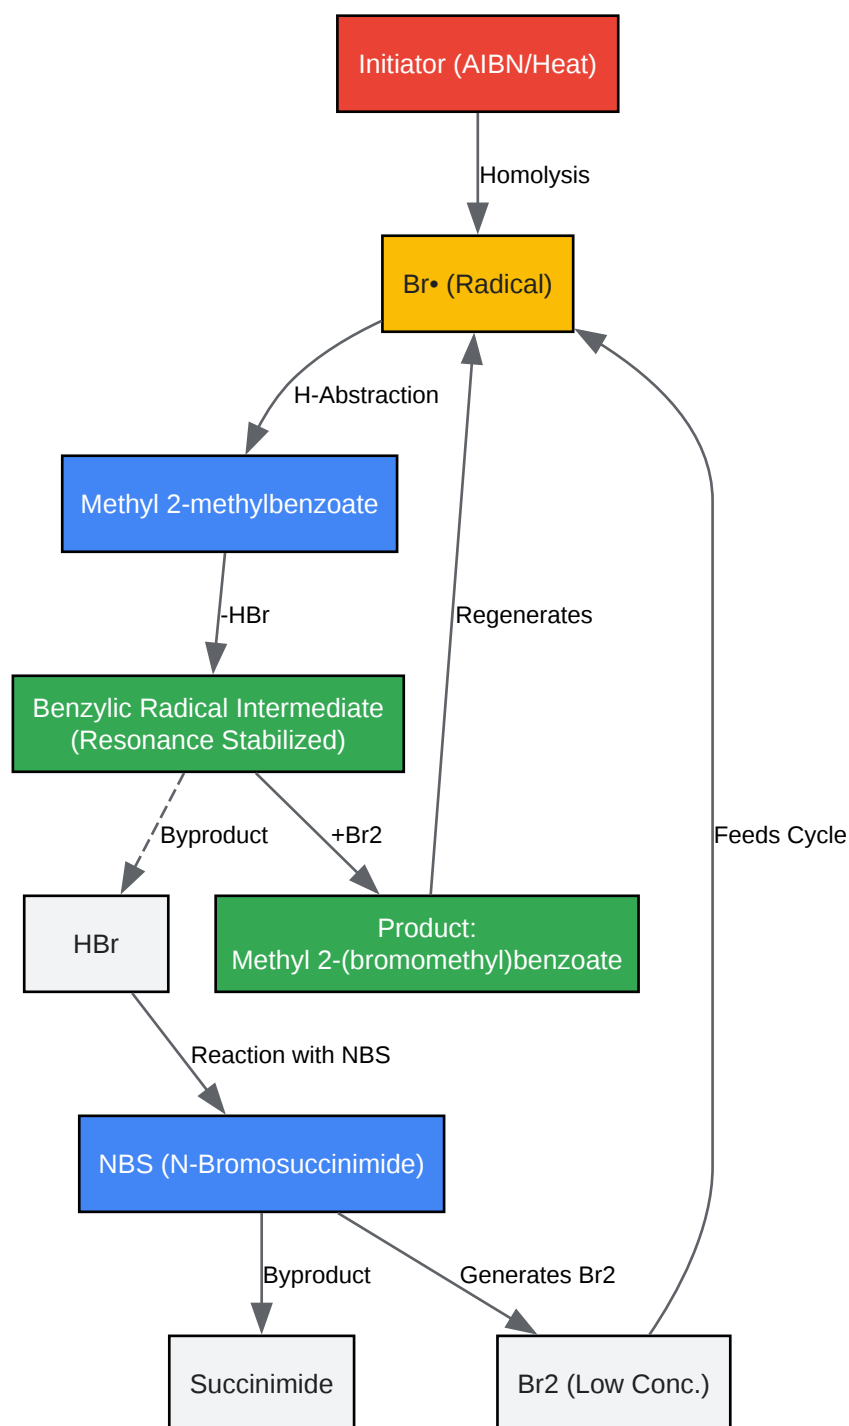 Initiator (AIBN/Heat)
Homolysis
Br• (Radical)
H-Abstraction
Methyl 2-methylbenzoate
-HBr
Regenerates
Benzylic Radical Intermediate
(Resonance Stabilized)
Byproduct
+Br2
Feeds Cycle
HBr
Product:
Methyl 2-(bromomethyl)benzoate
Reaction with NBS
NBS (N-Bromosuccinimide)
Byproduct
Generates Br2
Succinimide
Br2 (Low Conc.)